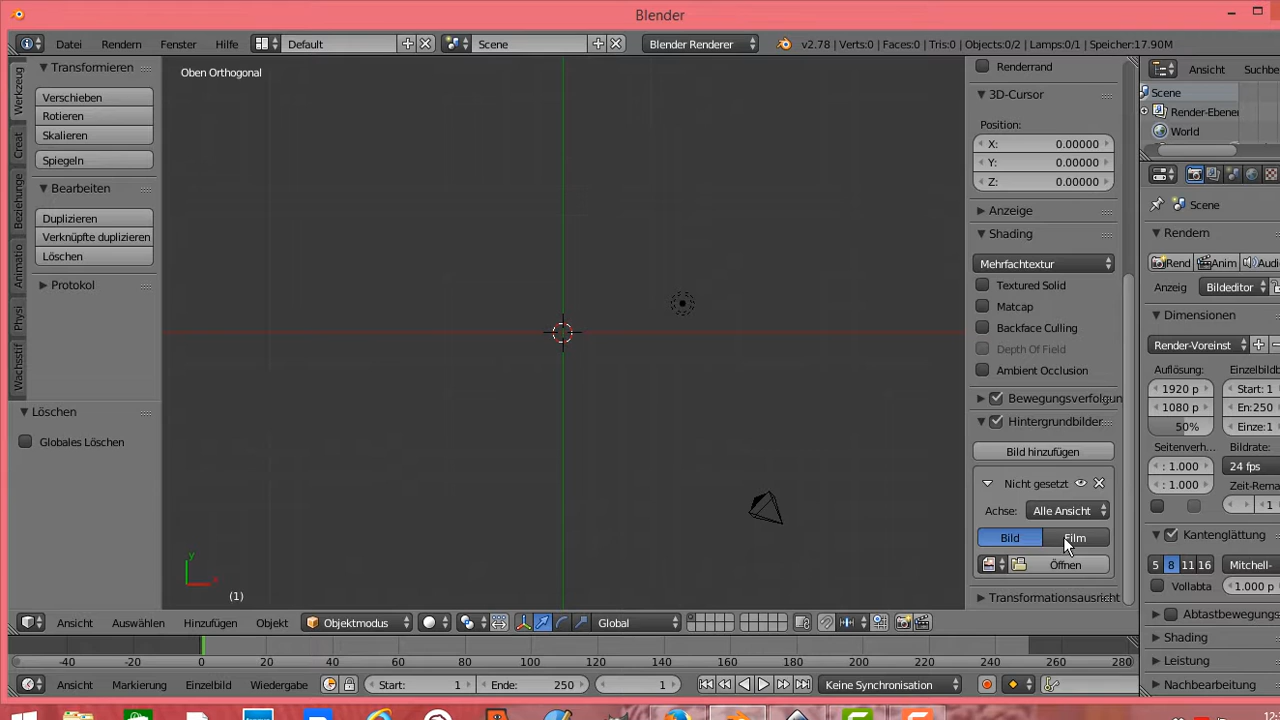 Blender
Datei Rendern Fenster Hilfe Default Scene Blender Renderer v2.78 | Verts:0 | Faces:0 | Tris:0 | Objects:0/2 | Lamps:0/1 | Speicher:17.90M
Werkzeug
Creat
Beziehung
Animatio
Physi
Wachsstif
Transformieren
Verschieben
Rotieren
Skalieren
Spiegeln
Bearbeiten
Duplizieren
Verknüpfte duplizieren
Löschen
Protokol
Löschen
Globales Löschen
Oben Orthogonal
y
x
(1)
Renderrand
3D-Cursor
Position:
X: 0.00000
Y: 0.00000
Z: 0.00000
Anzeige
Shading
Mehrfachtextur
Textured Solid
Matcap
Backface Culling
Depth Of Field
Ambient Occlusion
Bewegungsverfolgun
Hintergrundbilder
Bild hinzufügen
Nicht gesetzt
Achse: Alle Ansicht
Bild Film
Öffnen
Transformationsausricht
Ansicht Suchbe
Scene
Render-Ebener
World
Scene
Rendern
Rend Anim Audi
Anzeig Bildeditor
Dimensionen
Render-Voreinst
Auflösung: Einzelbildb
1920 p Start: 1
1080 p En:250
50% Einze:1
Seitenverh... Bildrate:
: 1.000 24 fps
: 1.000 Zeit-Rema
Kantenglättung
5 8 11 16 Mitchell-
Vollabta 1.000 p
Abtastbewegungs
Shading
Leistung
Nachbearbeitung
Ansicht Auswählen Hinzufügen Objekt Objektmodus Global
-40 -20 0 20 40 60 80 100 120 140 160 180 200 220 240 260 280
Ansicht Markierung Einzelbild Wiedergabe Start: 1 Ende: 250 1 Keine Synchronisation